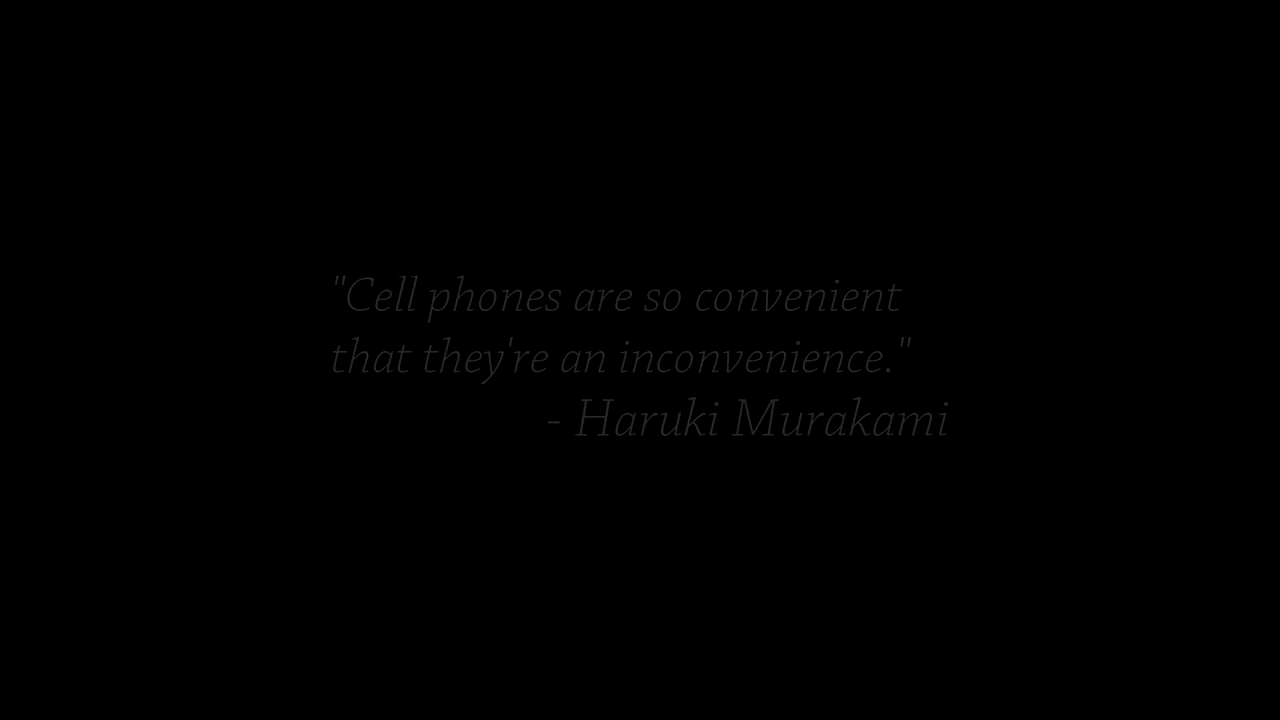 "Cell phones are so convenient
that they're an inconvenience."
- Haruki Murakami